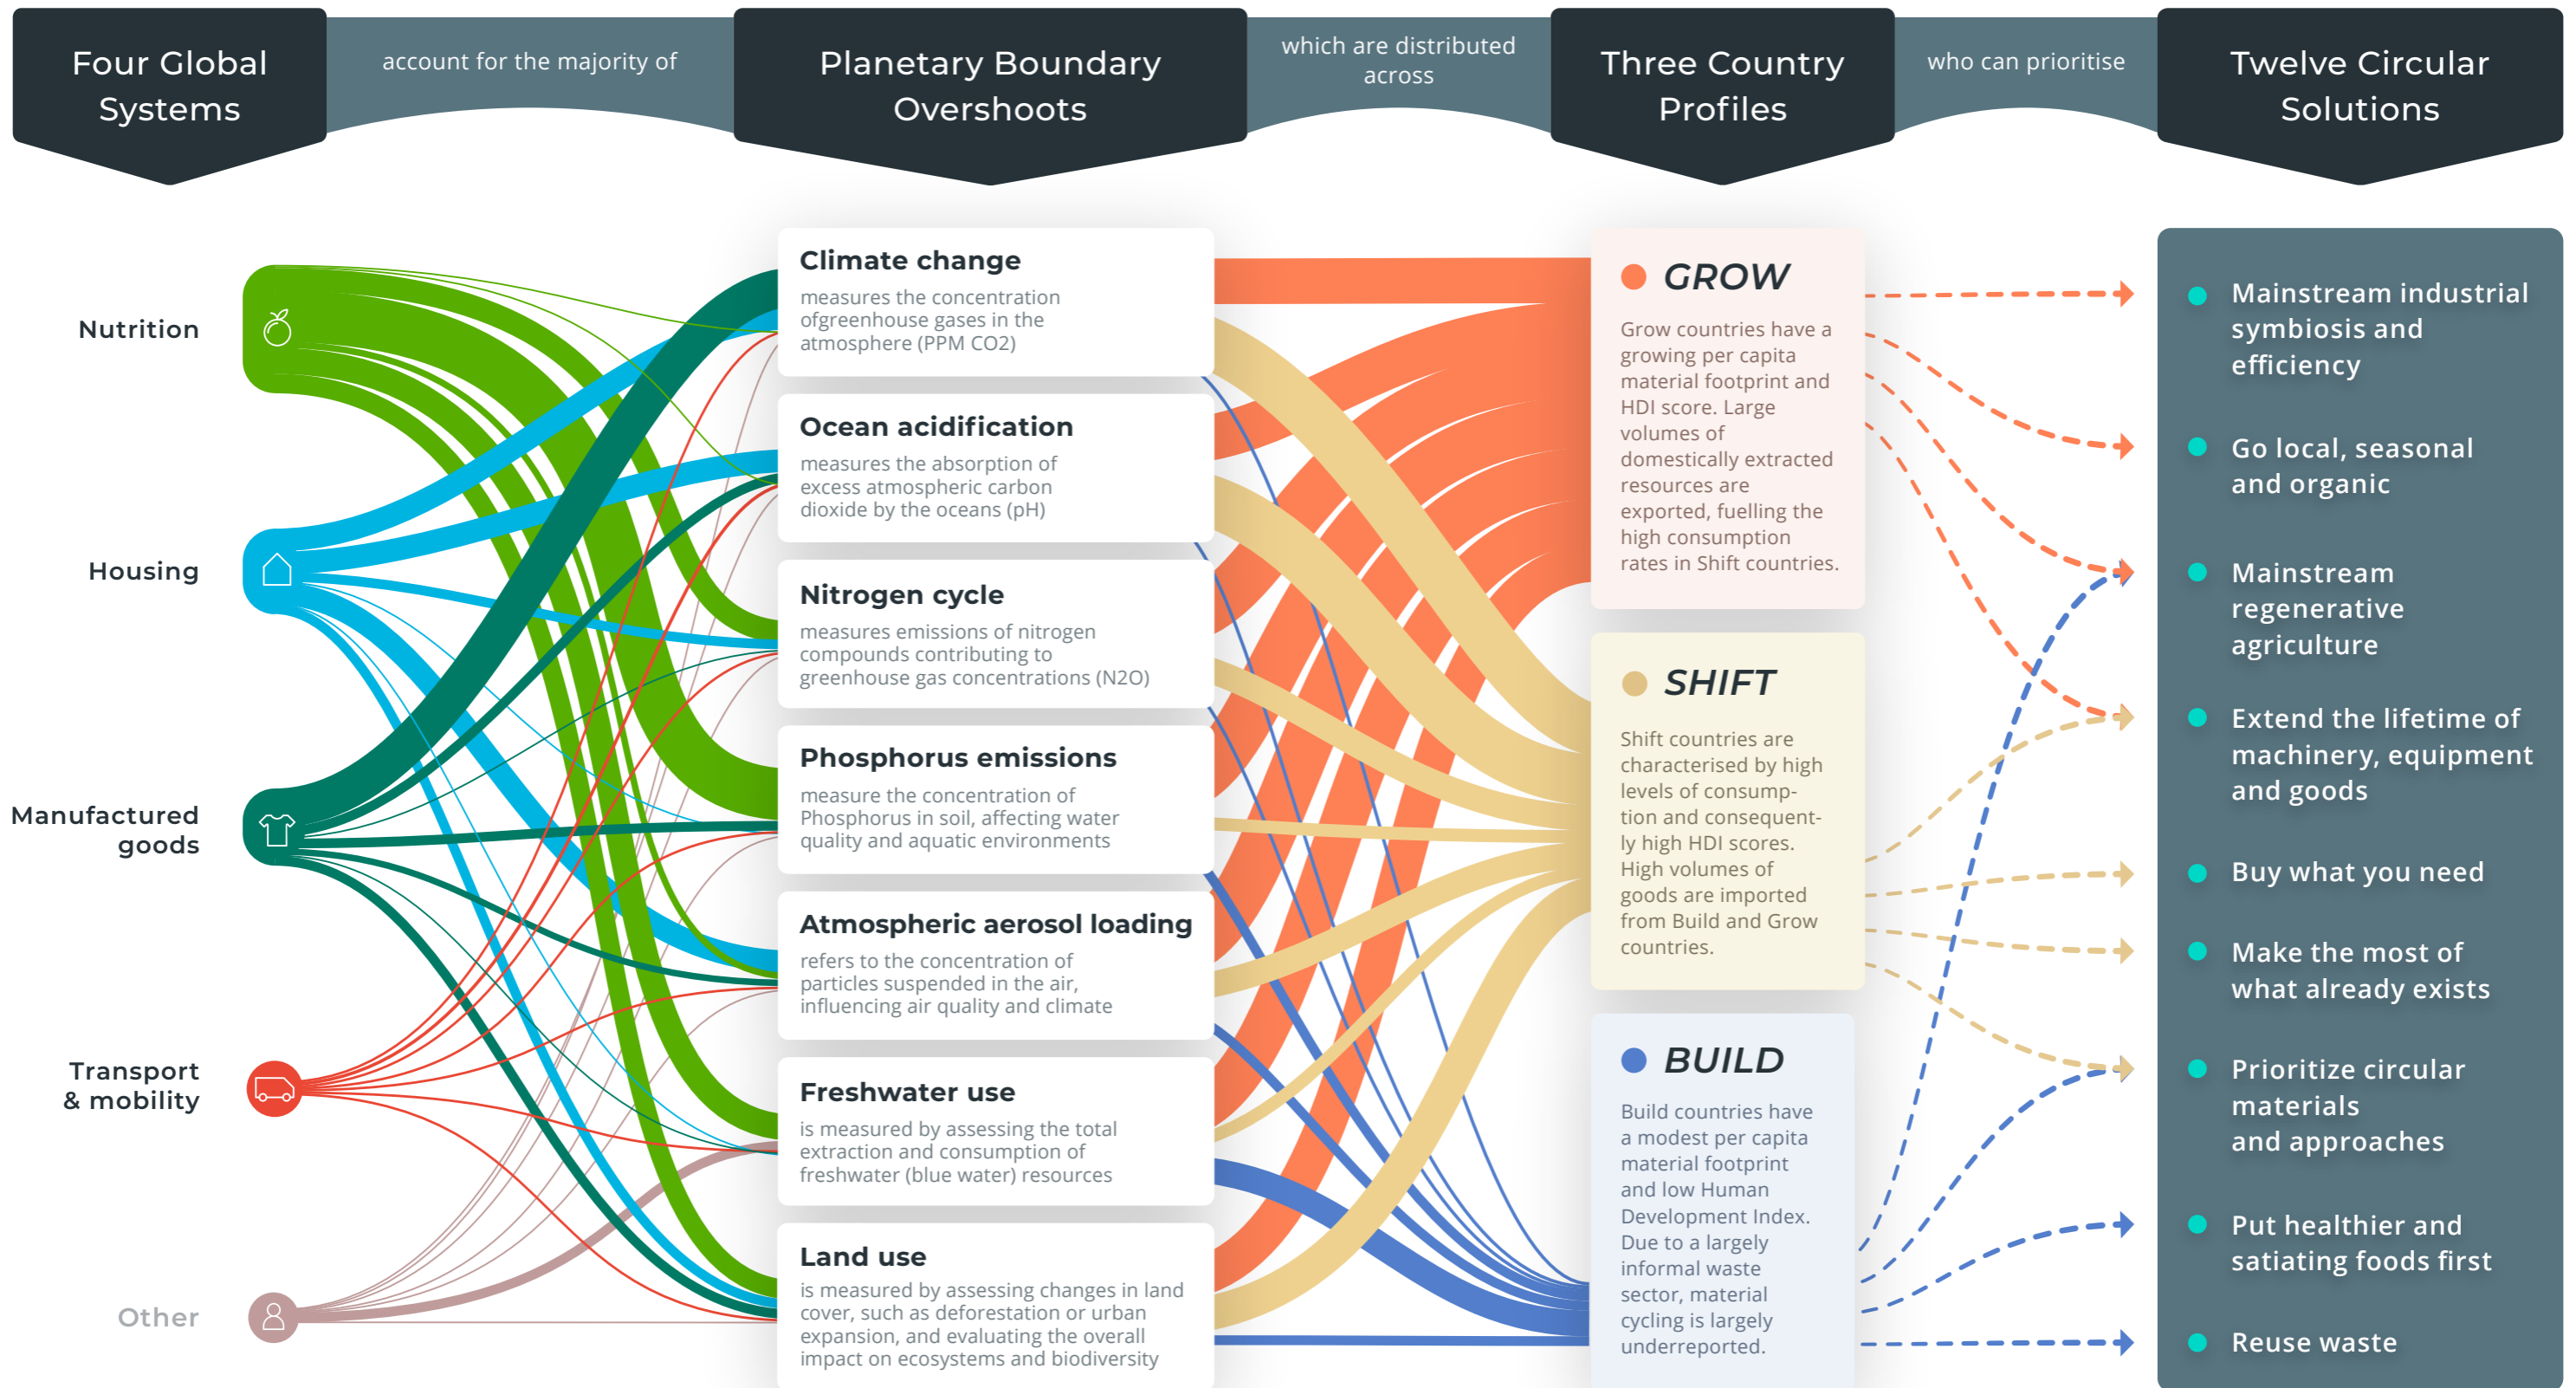 Four Global
Systems
account for the majority of
Planetary Boundary
Overshoots
which are distributed
across
Three Country
Profiles
who can prioritise
Twelve Circular
Solutions
Nutrition
Housing
Manufactured
goods
Transport
& mobility
Other
Climate change
measures the concentration
ofgreenhouse gases in the
atmosphere (PPM CO2)
Ocean acidification
measures the absorption of
excess atmospheric carbon
dioxide by the oceans (pH)
Nitrogen cycle
measures emissions of nitrogen
compounds contributing to
greenhouse gas concentrations (N2O)
Phosphorus emissions
measure the concentration of
Phosphorus in soil, affecting water
quality and aquatic environments
Atmospheric aerosol loading
refers to the concentration of
particles suspended in the air,
influencing air quality and climate
Freshwater use
is measured by assessing the total
extraction and consumption of
freshwater (blue water) resources
Land use
is measured by assessing changes in land
cover, such as deforestation or urban
expansion, and evaluating the overall
impact on ecosystems and biodiversity
GROW
Grow countries have a
growing per capita
material footprint and
HDI score. Large
volumes of
domestically extracted
resources are
exported, fuelling the
high consumption
rates in Shift countries.
SHIFT
Shift countries are
characterised by high
levels of consump-
tion and consequent-
ly high HDI scores.
High volumes of
goods are imported
from Build and Grow
countries.
BUILD
Build countries have
a modest per capita
material footprint
and low Human
Development Index.
Due to a largely
informal waste
sector, material
cycling is largely
underreported.
Mainstream industrial
symbiosis and
efficiency
Go local, seasonal
and organic
Mainstream
regenerative
agriculture
Extend the lifetime of
machinery, equipment
and goods
Buy what you need
Make the most of
what already exists
Prioritize circular
materials
and approaches
Put healthier and
satiating foods first
Reuse waste